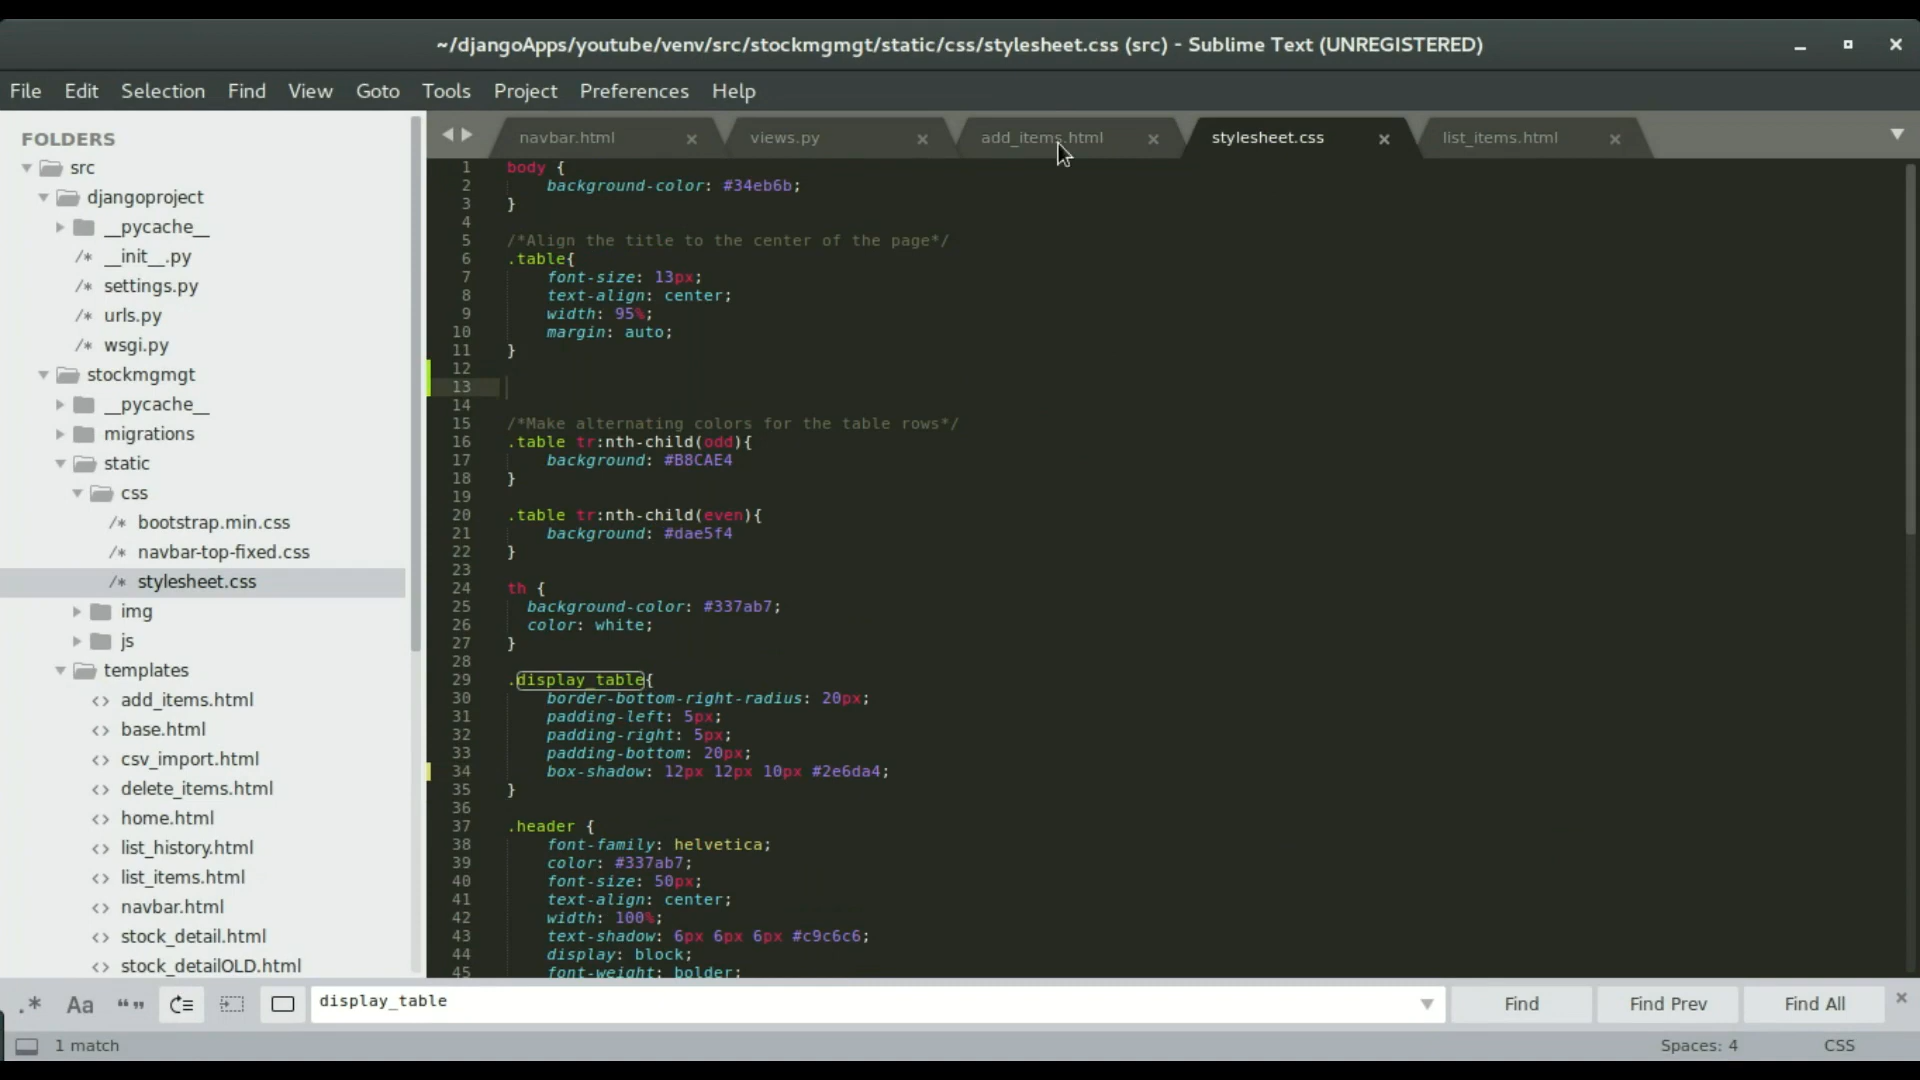 ~/djangoApps/youtube/venv/src/stockmgmgt/static/css/stylesheet.css (src) - Sublime Text (UNREGISTERED)
File Edit Selection Find View Goto Tools Project Preferences Help
FOLDERS
src
djangoproject
__pycache__
/* __init__.py
/* settings.py
/* urls.py
/* wsgi.py
stockmgmgt
__pycache__
migrations
static
css
/* bootstrap.min.css
/* navbar-top-fixed.css
/* stylesheet.css
img
js
templates
<> add_items.html
<> base.html
<> csv_import.html
<> delete_items.html
<> home.html
<> list_history.html
<> list_items.html
<> navbar.html
<> stock_detail.html
<> stock_detailOLD.html
navbar.html views.py add_items.html stylesheet.css list_items.html
1 body {
2 background-color: #34eb6b;
3 }
4
5 /*Align the title to the center of the page*/
6 .table{
7 font-size: 13px;
8 text-align: center;
9 width: 95%;
10 margin: auto;
11 }
12
13
14
15 /*Make alternating colors for the table rows*/
16 .table tr:nth-child(odd){
17 background: #B8CAE4
18 }
19
20 .table tr:nth-child(even){
21 background: #dae5f4
22 }
23
24 th {
25 background-color: #337ab7;
26 color: white;
27 }
28
29 .display_table{
30 border-bottom-right-radius: 20px;
31 padding-left: 5px;
32 padding-right: 5px;
33 padding-bottom: 20px;
34 box-shadow: 12px 12px 10px #2e6da4;
35 }
36
37 .header {
38 font-family: helvetica;
39 color: #337ab7;
40 font-size: 50px;
41 text-align: center;
42 width: 100%;
43 text-shadow: 6px 6px 6px #c9c6c6;
44 display: block;
45 font-weight: bolder;
.* Aa “” display_table Find Find Prev Find All
1 match Spaces: 4 CSS